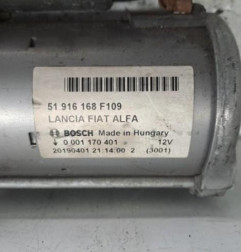 51 916 168 F109
LANCIA FIAT ALFA
BOSCH Made in Hungary
0 001 170 401 12V
20190401 21 14:00 2 (3001)